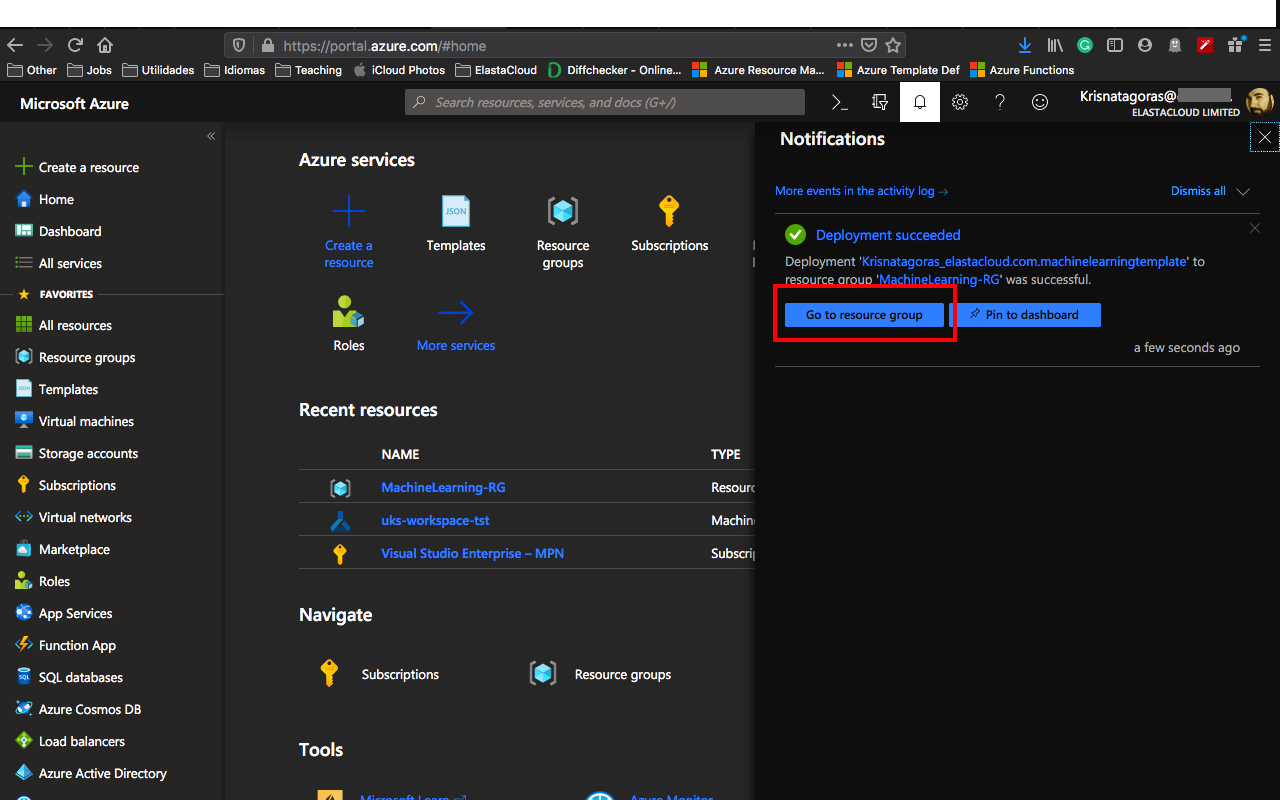 https://portal.azure.com/#home
Other Jobs Utilidades Idiomas Teaching iCloud Photos ElastaCloud Diffchecker - Online... Azure Resource Ma... Azure Template Def Azure Functions
Microsoft Azure
Search resources, services, and docs (G+/)
Krisnatagoras@
ELASTACLOUD LIMITED
Create a resource
Home
Dashboard
All services
FAVORITES
All resources
Resource groups
Templates
Virtual machines
Storage accounts
Subscriptions
Virtual networks
Marketplace
Roles
App Services
Function App
SQL databases
Azure Cosmos DB
Load balancers
Azure Active Directory
Azure services
Create a
resource
JSON
Templates
Resource
groups
Subscriptions
Roles
More services
Recent resources
NAME TYPE
MachineLearning-RG Resourc
uks-workspace-tst Machin
Visual Studio Enterprise – MPN Subscrip
Navigate
Subscriptions
Resource groups
Tools
Microsoft Learn
Azure Monitor
Notifications
More events in the activity log →
Dismiss all
Deployment succeeded
Deployment 'Krisnatagoras_elastacloud.com.machinelearningtemplate' to
resource group 'MachineLearning-RG' was successful.
Go to resource group
Pin to dashboard
a few seconds ago